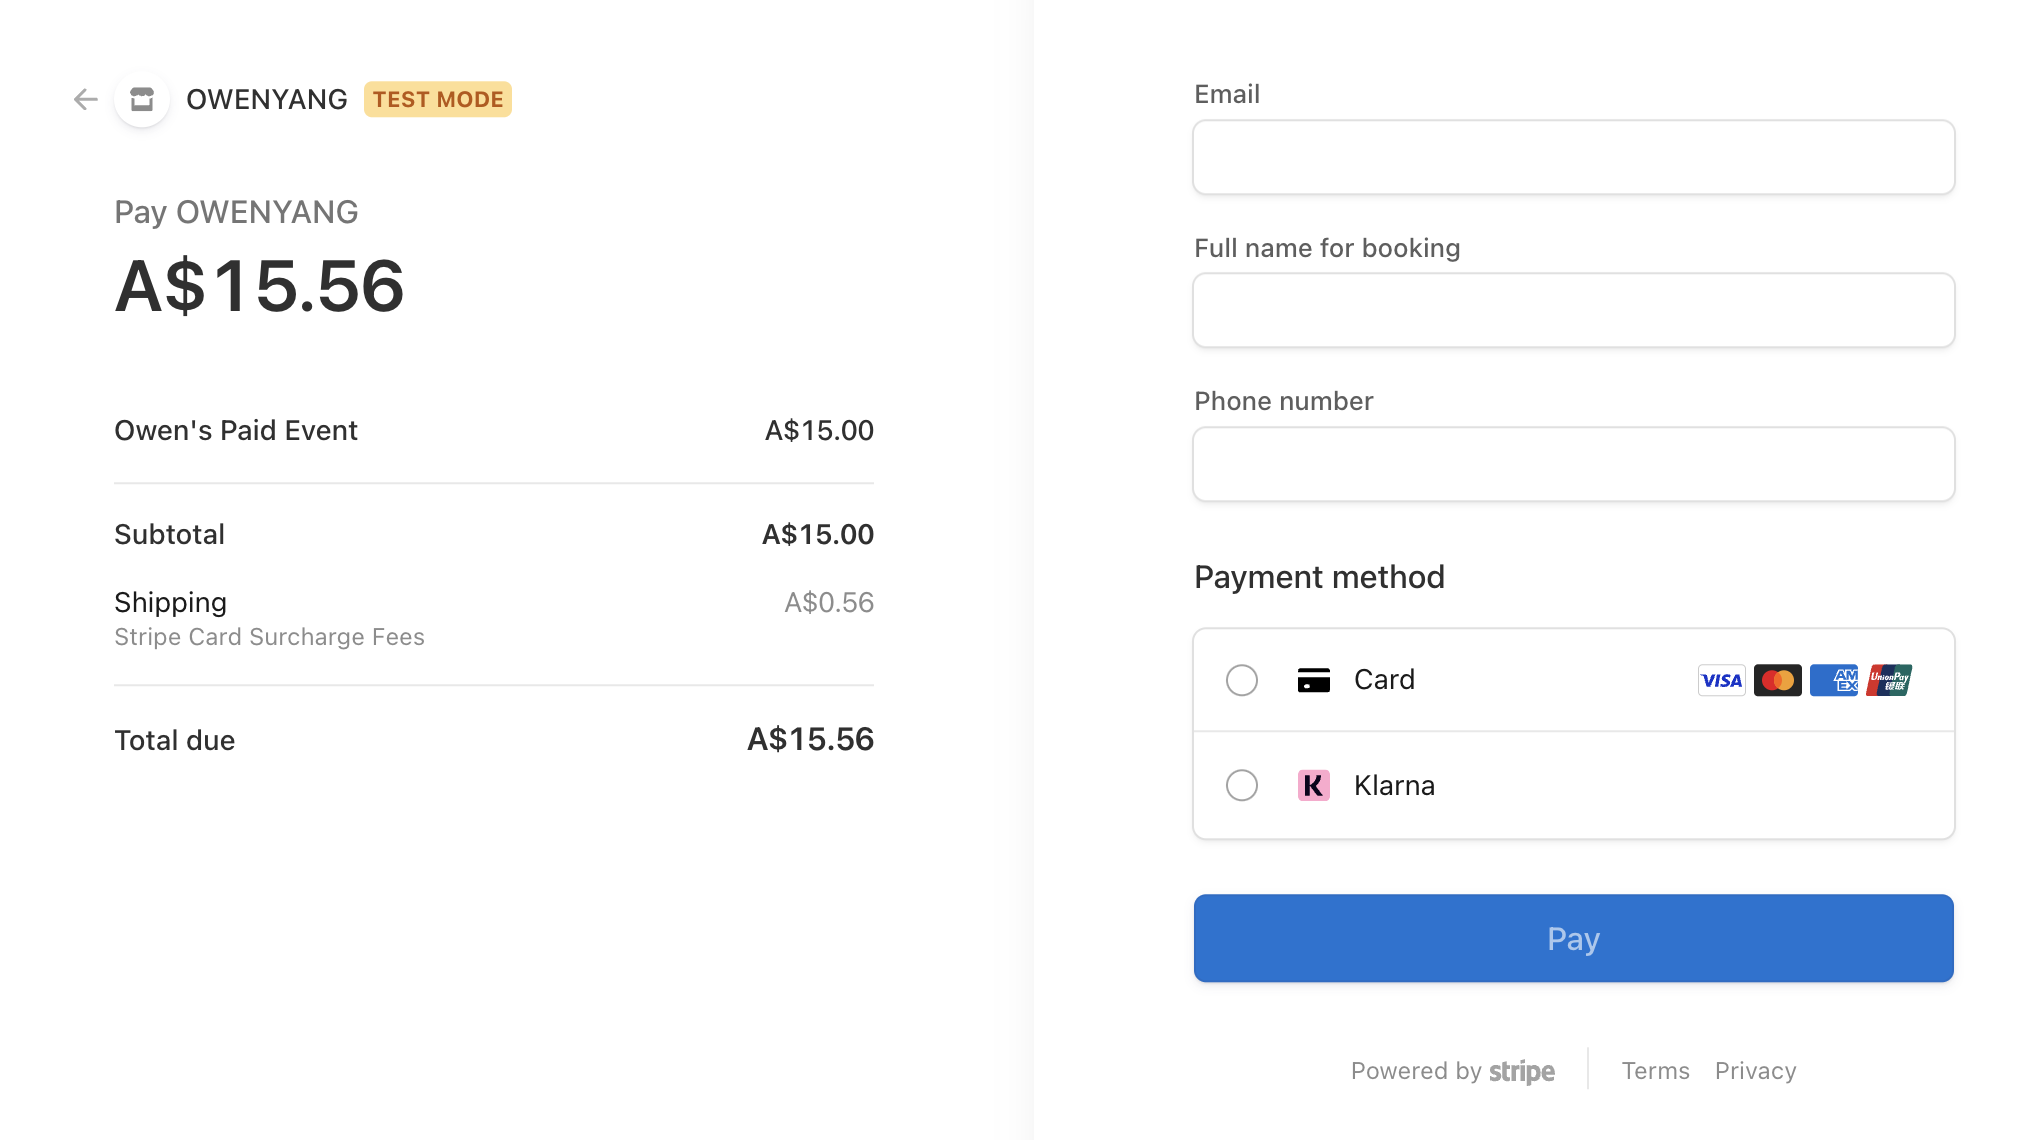 OWENYANG TEST MODE
Pay OWENYANG
A$15.56
Owen's Paid Event A$15.00
Subtotal A$15.00
Shipping A$0.56
Stripe Card Surcharge Fees
Total due A$15.56
Email
Full name for booking
Phone number
Payment method
Card VISA AM EX UnionPay 银联
K Klarna
Pay
Powered by stripe Terms Privacy